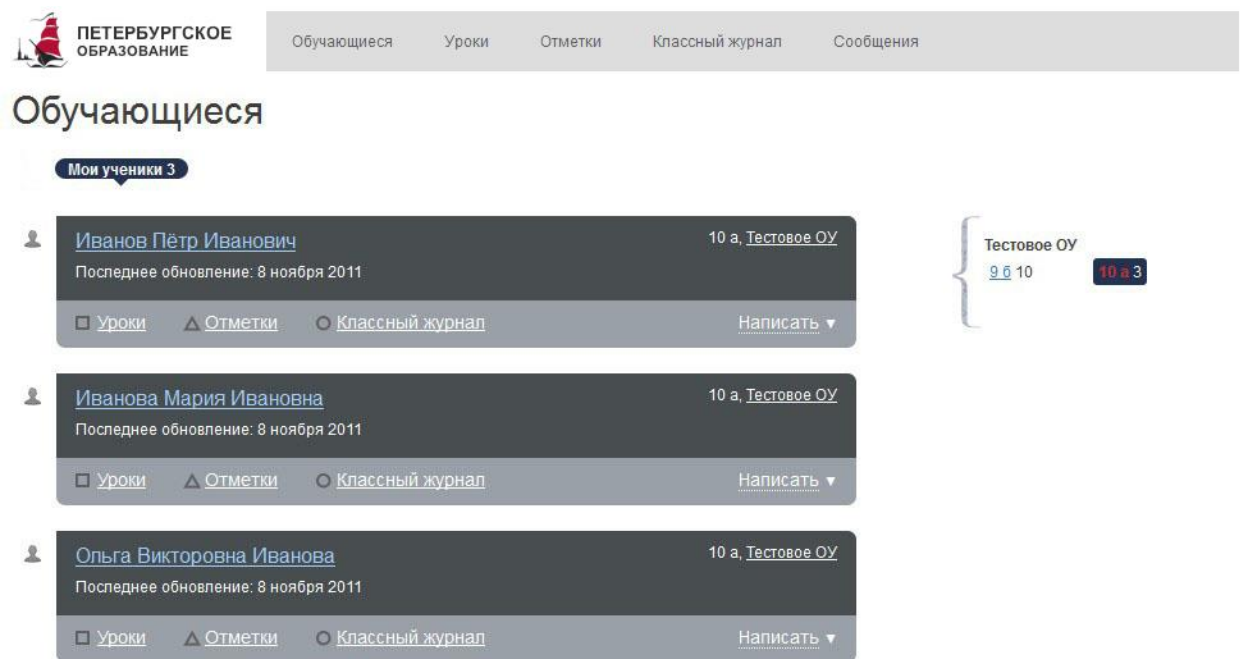 ПЕТЕРБУРГСКОЕ
ОБРАЗОВАНИЕ
Обучающиеся Уроки Отметки Классный журнал Сообщения
Обучающиеся
Мои ученики 3
Иванов Пётр Иванович 10 а, Тестовое ОУ
Последнее обновление: 8 ноября 2011
Уроки Отметки Классный журнал Написать
Тестовое ОУ
9 б 10 10 а 3
Иванова Мария Ивановна 10 а, Тестовое ОУ
Последнее обновление: 8 ноября 2011
Уроки Отметки Классный журнал Написать
Ольга Викторовна Иванова 10 а, Тестовое ОУ
Последнее обновление: 8 ноября 2011
Уроки Отметки Классный журнал Написать